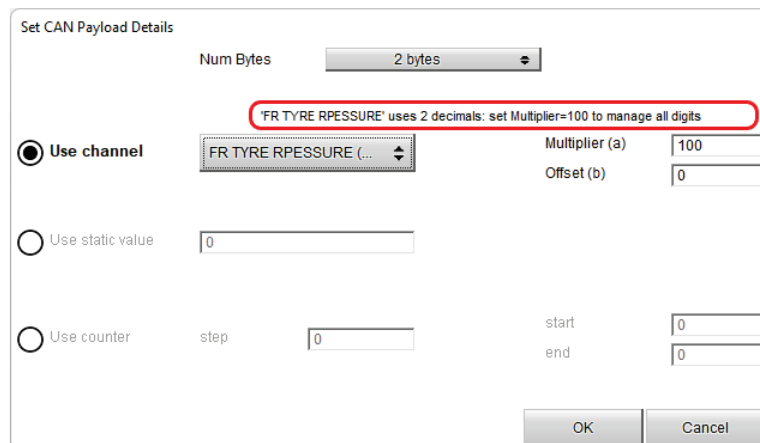 Set CAN Payload Details
Num Bytes 2 bytes
'FR TYRE RPESSURE' uses 2 decimals: set Multiplier=100 to manage all digits
Use channel FR TYRE RPESSURE (... Multiplier (a) 100
Offset (b) 0
Use static value 0
Use counter step 0 start 0
end 0
OK Cancel